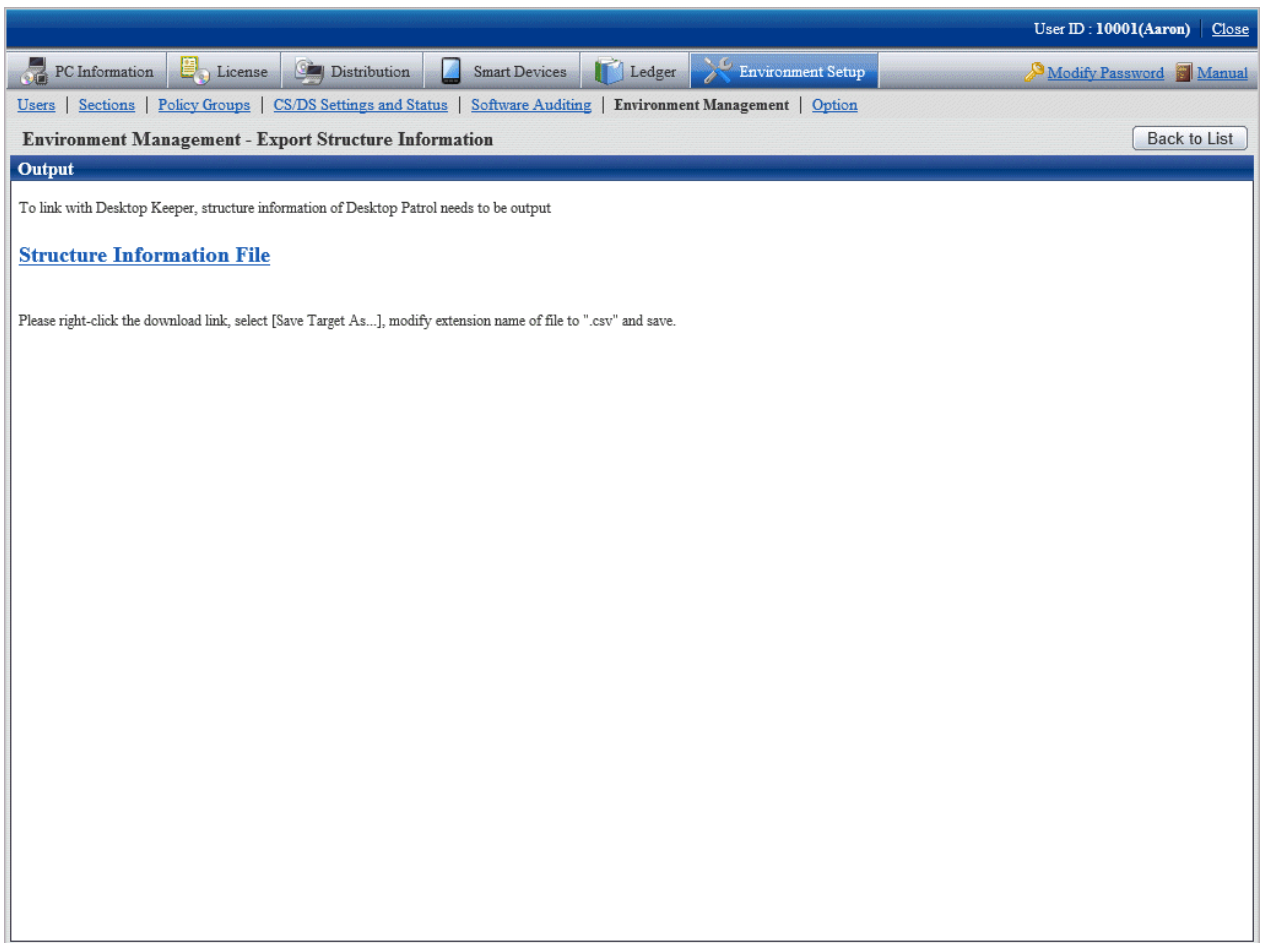 User ID : 10001(Aaron) | Close
PC Information License Distribution Smart Devices Ledger Environment Setup Modify Password Manual
Users | Sections | Policy Groups | CS/DS Settings and Status | Software Auditing | Environment Management | Option
Environment Management - Export Structure Information Back to List
Output
To link with Desktop Keeper, structure information of Desktop Patrol needs to be output
Structure Information File
Please right-click the download link, select [Save Target As...], modify extension name of file to ".csv" and save.